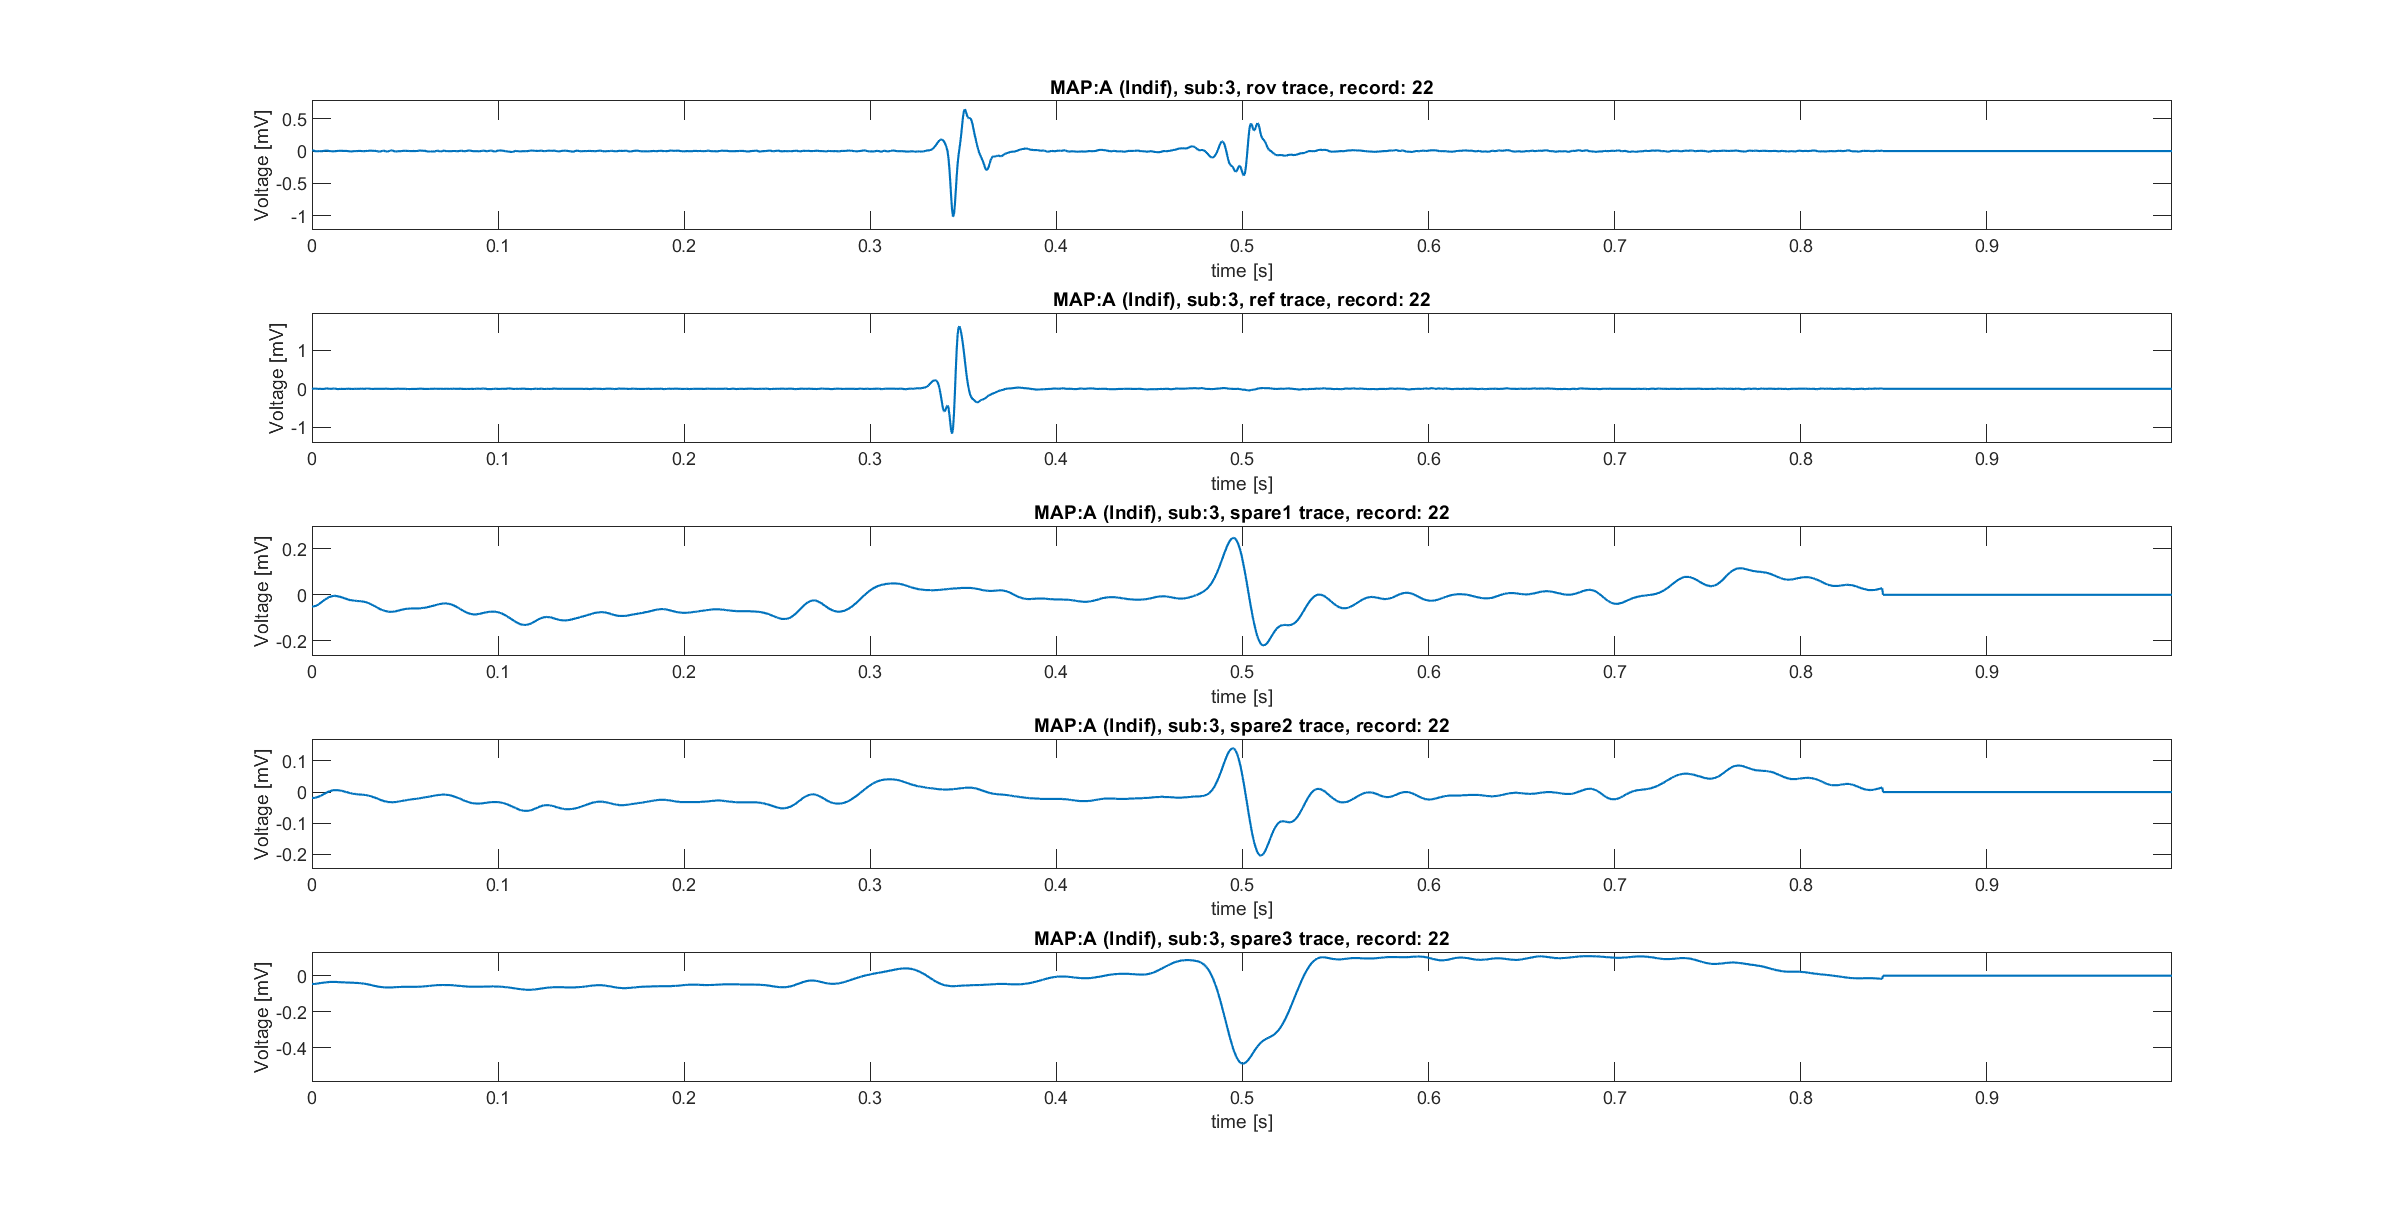 MAP:A (Indif), sub:3, rov trace, record: 22
Voltage [mV]
0.5
0
-0.5
-1
0 0.1 0.2 0.3 0.4 0.5 0.6 0.7 0.8 0.9
time [s]
MAP:A (Indif), sub:3, ref trace, record: 22
Voltage [mV]
1
0
-1
0 0.1 0.2 0.3 0.4 0.5 0.6 0.7 0.8 0.9
time [s]
MAP:A (Indif), sub:3, spare1 trace, record: 22
Voltage [mV]
0.2
0
-0.2
0 0.1 0.2 0.3 0.4 0.5 0.6 0.7 0.8 0.9
time [s]
MAP:A (Indif), sub:3, spare2 trace, record: 22
Voltage [mV]
0.1
0
-0.1
-0.2
0 0.1 0.2 0.3 0.4 0.5 0.6 0.7 0.8 0.9
time [s]
MAP:A (Indif), sub:3, spare3 trace, record: 22
Voltage [mV]
0
-0.2
-0.4
0 0.1 0.2 0.3 0.4 0.5 0.6 0.7 0.8 0.9
time [s]